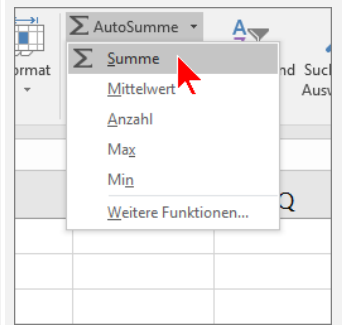 AutoSumme
Summe
Mittelwert
Anzahl
Max
Min
Weitere Funktionen...
Q